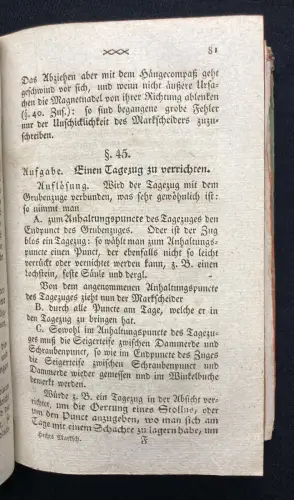 81
Das Abziehen aber mit dem Hängecompaß geht
geschwind vor sich, und wenn nicht äußere Ursa-
chen die Magnetnadel von ihrer Richtung ablenken
(§. 40. Zus.): so sind begangene grobe Fehler
nur der Unschicklichkeit des Markscheiders zuzu-
schreiben.
§. 45.
Aufgabe. Einen Tagezug zu verrichten.
Auflösung. Wird der Tagezug mit dem
Grubenzuge verbunden, was sehr gewöhnlich ist:
so nimmt man
A. zum Anhaltungspuncte des Tagezuges den
Endpunct des Grubenzuges. Oder ist der Zug
blos ein Tagezug: so wählt man zum Anhaltungs-
puncte einen Punct, der ebenfalls nicht so leicht
verrückt oder vernichtet werden kann, z. B. einen
Lochstein, feste Säule und dergl.
Von dem angenommenen Anhaltungspuncte
des Tagezuges zieht nun der Markscheider
B. durch alle Puncte am Tage, welche er in
den Tagezug zu bringen hat.
C. Sowohl im Anhaltungspuncte des Tagezu-
ges muß die Seigerteife zwischen Dammerde und
Schraubenpunct, so wie im Endpuncte des Zuges
die Seigerteife zwischen Schraubenpunct und
Dammerde wieder gemessen und im Winkelbuche
bemerkt werden.
Würde z. B. ein Tagezug in der Absicht ver-
richtet, um die Oerrung eines Stolln, oder
von den Punct anzugeben, wo man sich am
Tage mit einem Schachte zu lagern habe, um
Hechts Marksch. F